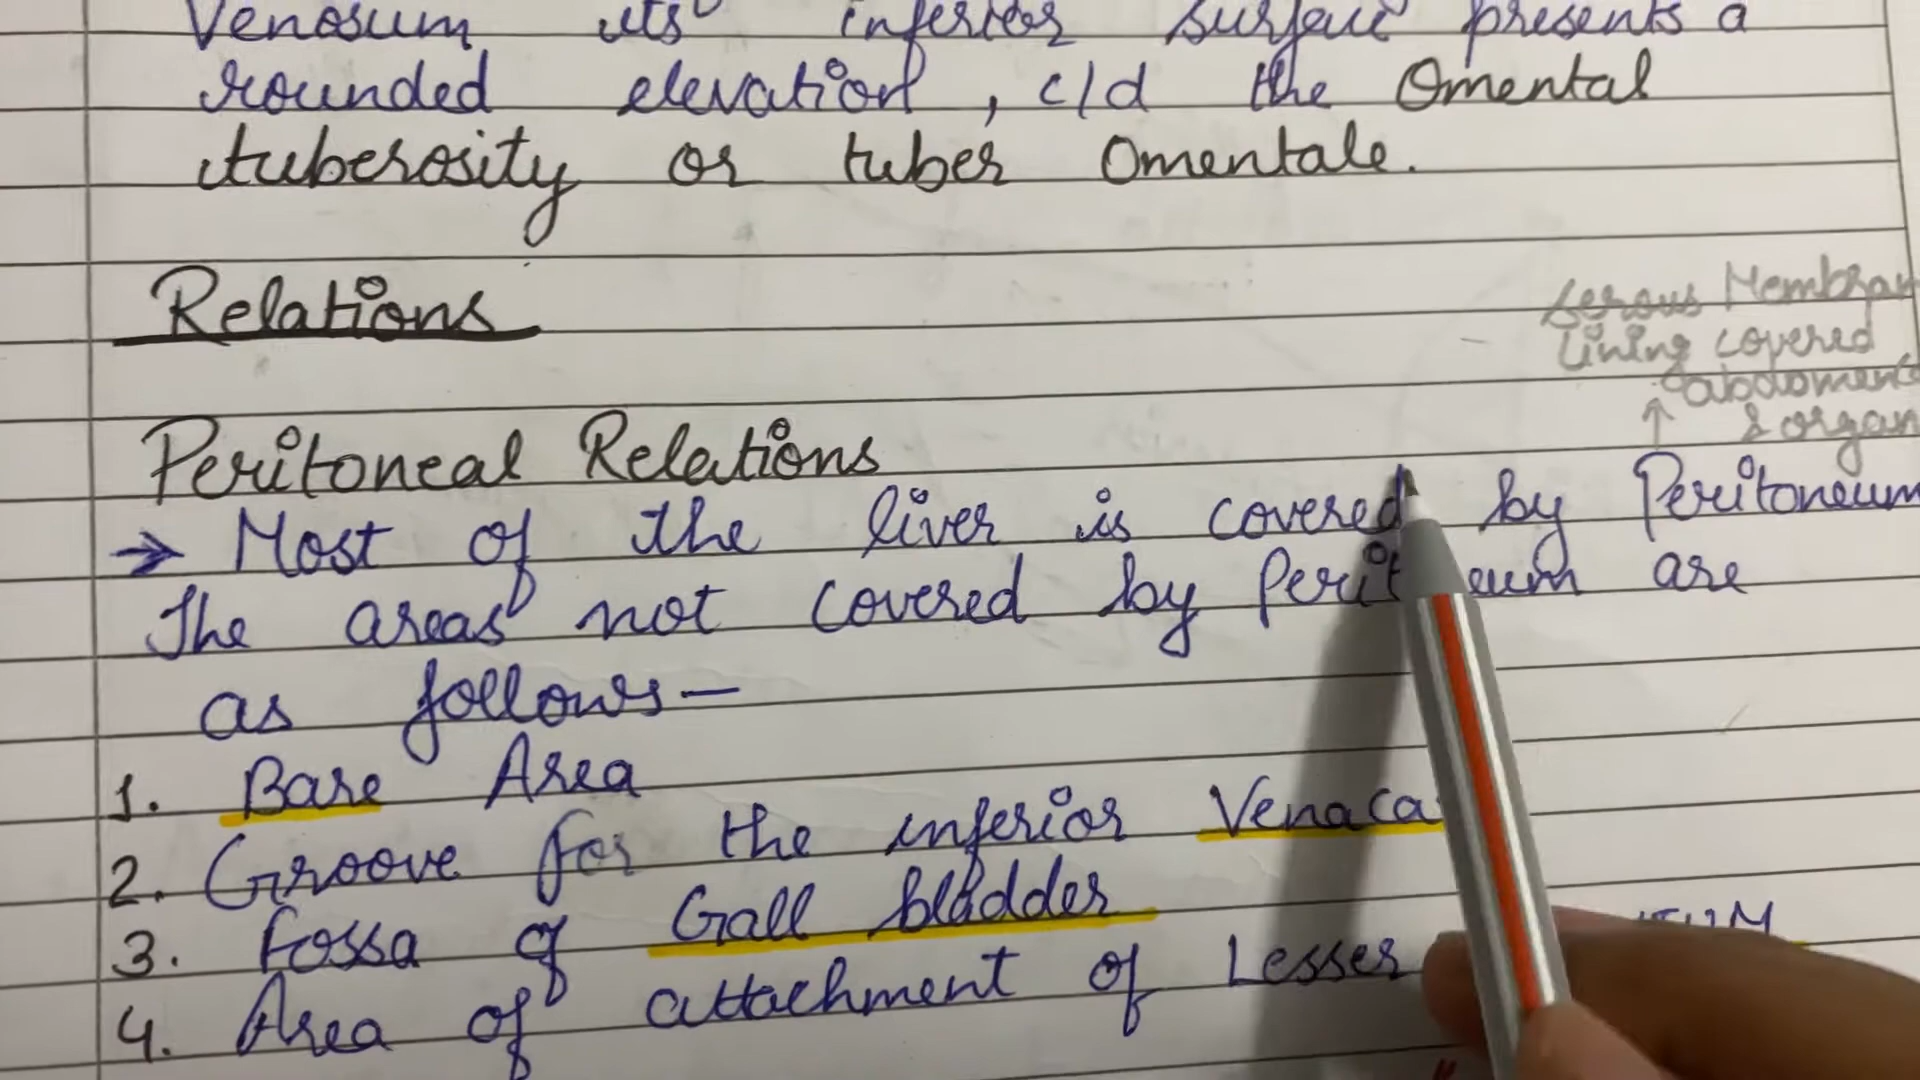 Venosum its inferior surface presents a
rounded elevation, c/d the Omental
tuberosity or tuber Omentale.
Relations
Serous Membran
Lining covered
abdomen
& organ
↑
Peritoneal Relations
→ Most of the liver is covered by Peritoneum
The areas not covered by Perit eum are
as follows—
1. Bare Area
2. Groove for the inferior Venaca
3. Fossa of Gall bladder
4. Area of attachment of Lesser